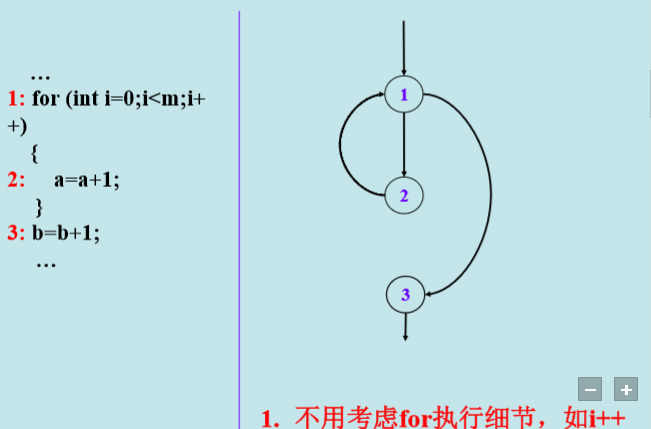 ...
1: for (int i=0;i<m;i+
+)
{
2: a=a+1;
}
3: b=b+1;
...
1
2
3
1. 不用考虑for执行细节，如i++